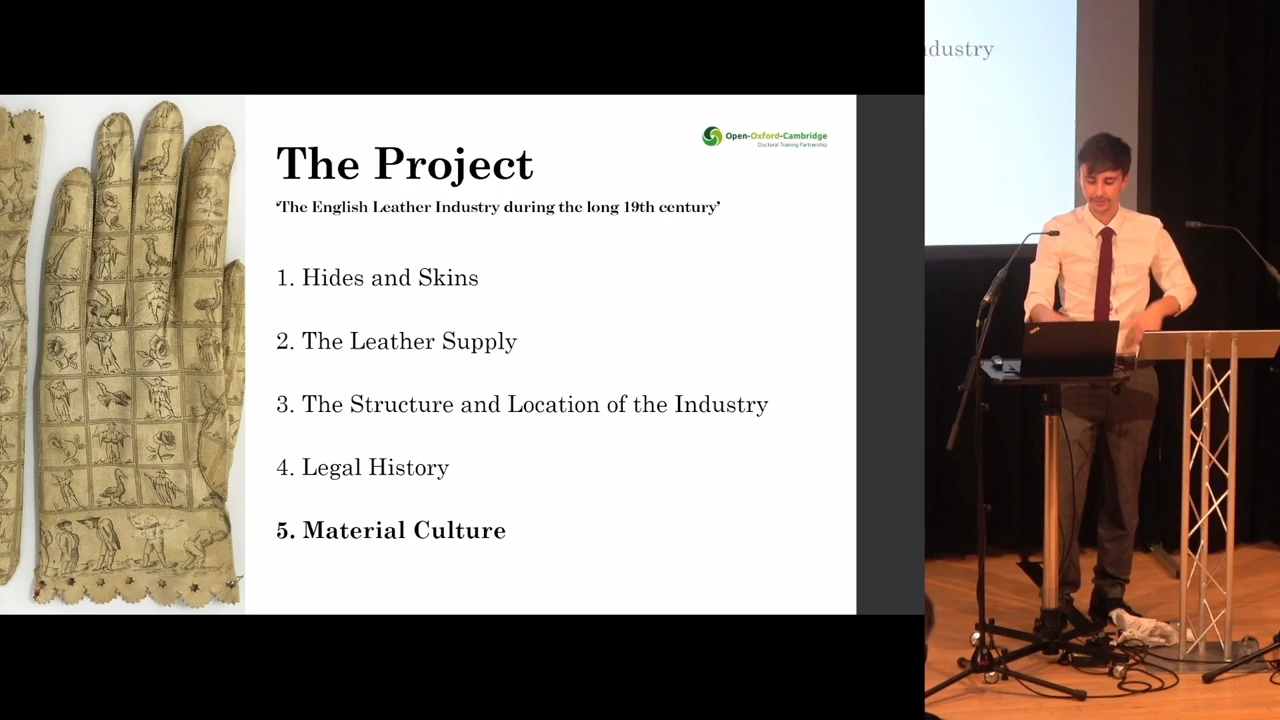 Open-Oxford-Cambridge
Doctoral Training Partnership
The Project
‘The English Leather Industry during the long 19th century’
1. Hides and Skins
2. The Leather Supply
3. The Structure and Location of the Industry
4. Legal History
5. Material Culture